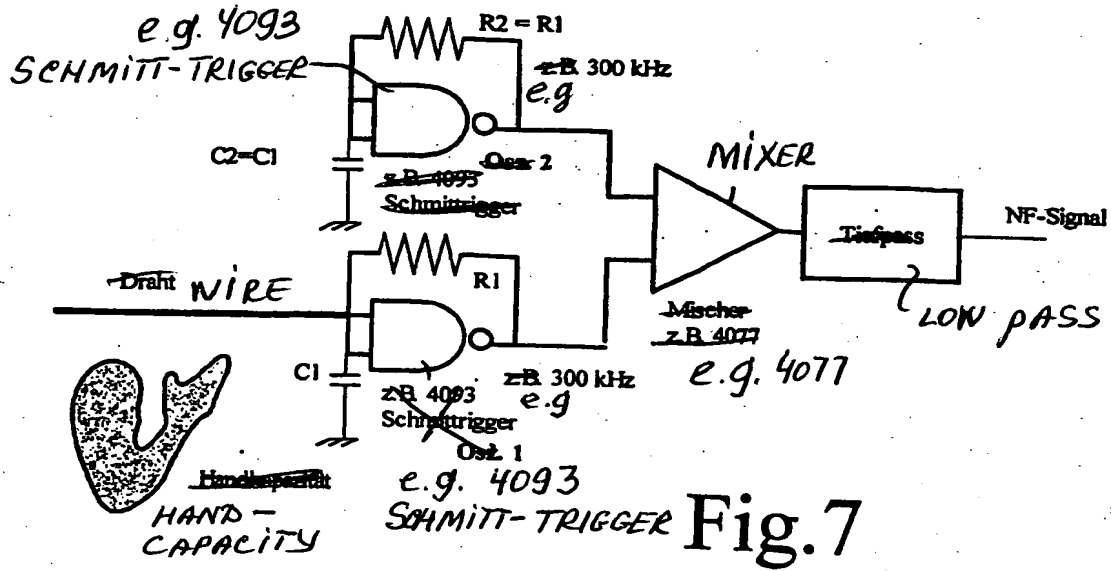 e.g. 4093
SCHMITT-TRIGGER
R2 = R1
z.B. 300 kHz
e.g
C2=C1
Osz. 2
z.B. 4093
Schmittrigger
MIXER
Tiefpass
NF-Signal
LOW PASS
Draht WIRE
R1
Mischer
z.B. 4077
e.g. 4077
C1
z.B. 300 kHz
e.g
z.B. 4093
Schmittrigger
Osz. 1
Handkapazität
HAND-
CAPACITY
e.g. 4093
SCHMITT-TRIGGER
Fig.7